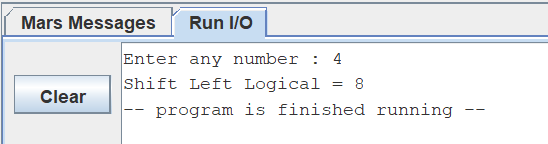 Mars Messages Run I/O
Enter any number : 4
Shift Left Logical = 8
Clear
-- program is finished running --